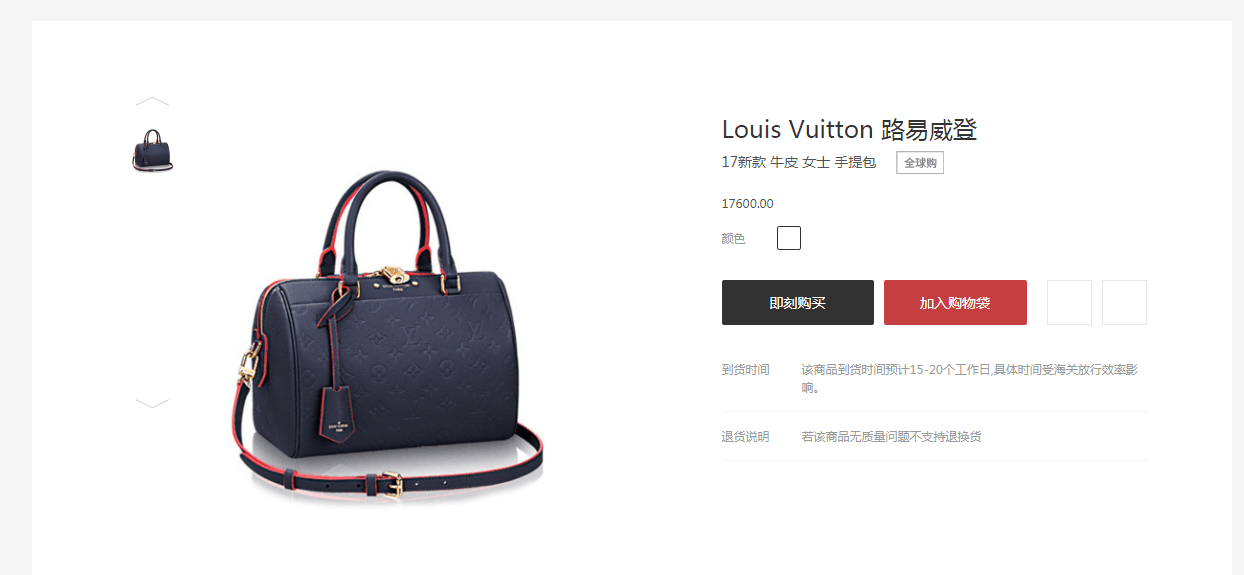 Louis Vuitton 路易威登
17新款 牛皮 女士 手提包 全球购
17600.00
颜色
即刻购买 加入购物袋
到货时间 该商品到货时间预计15-20个工作日,具体时间受海关放行效率影
响。
退货说明 若该商品无质量问题不支持退换货